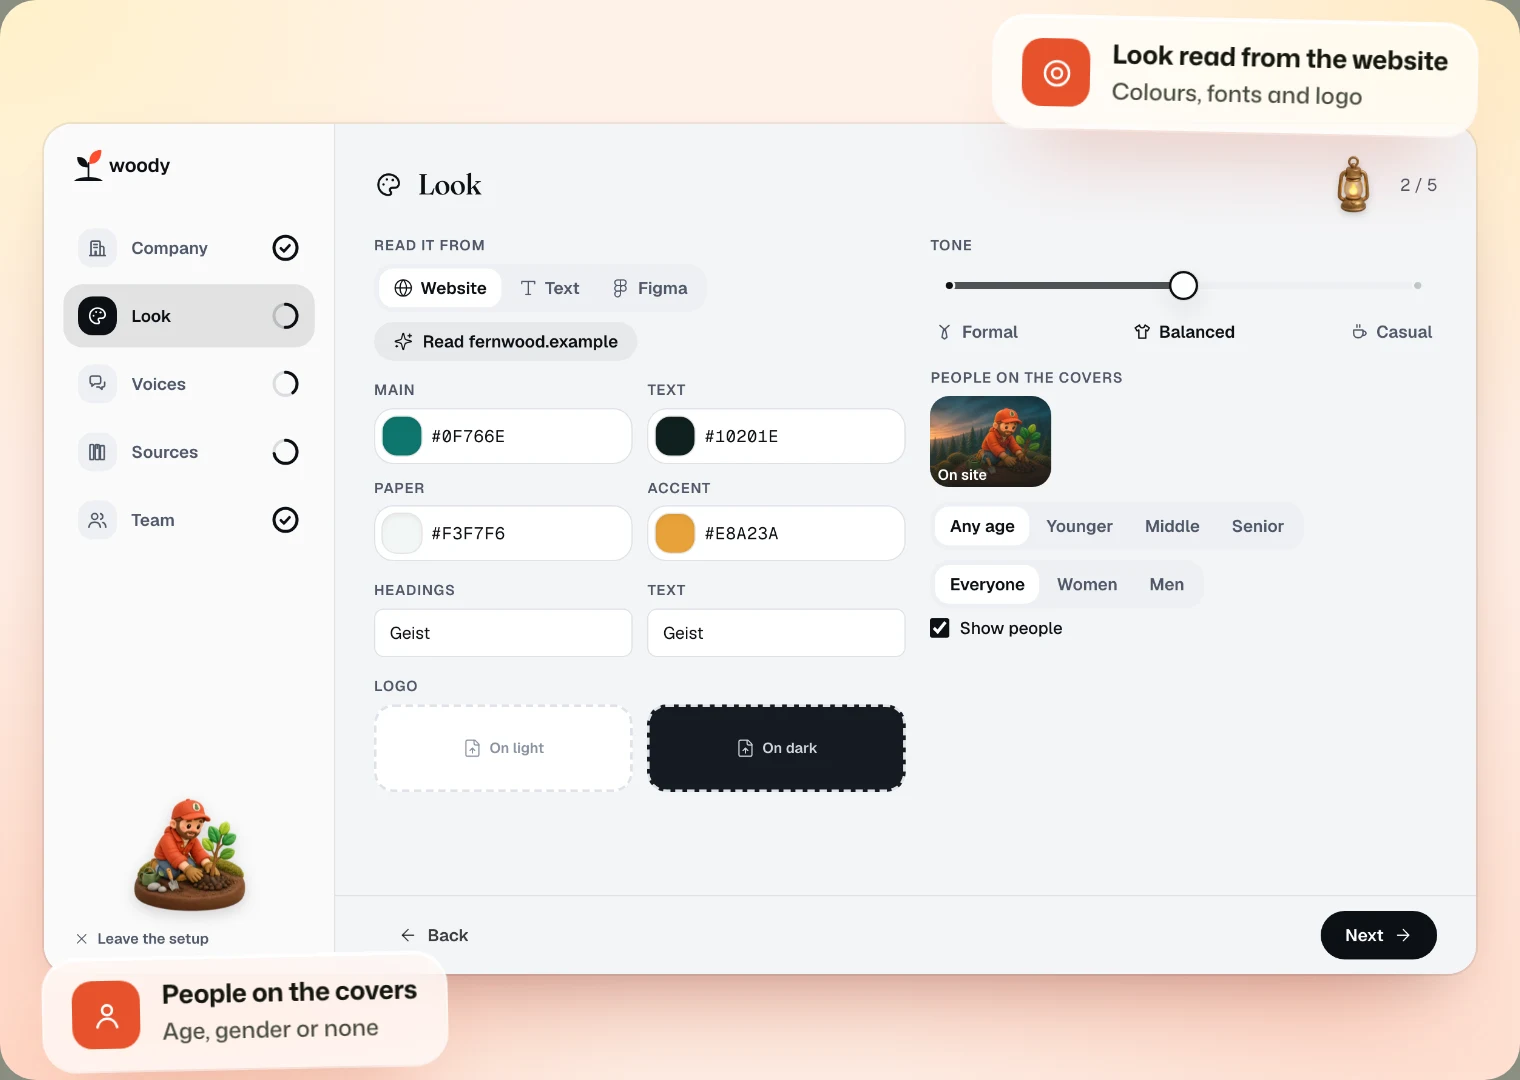 Look read from the website
Colours, fonts and logo
woody
Company
Look
Voices
Sources
Team
Leave the setup
Look
2 / 5
READ IT FROM
Website
Text
Figma
Read fernwood.example
MAIN
TEXT
#0F766E
#10201E
PAPER
ACCENT
#F3F7F6
#E8A23A
HEADINGS
TEXT
Geist
Geist
LOGO
On light
On dark
TONE
Formal
Balanced
Casual
PEOPLE ON THE COVERS
On site
Any age
Younger
Middle
Senior
Everyone
Women
Men
Show people
Back
Next
People on the covers
Age, gender or none